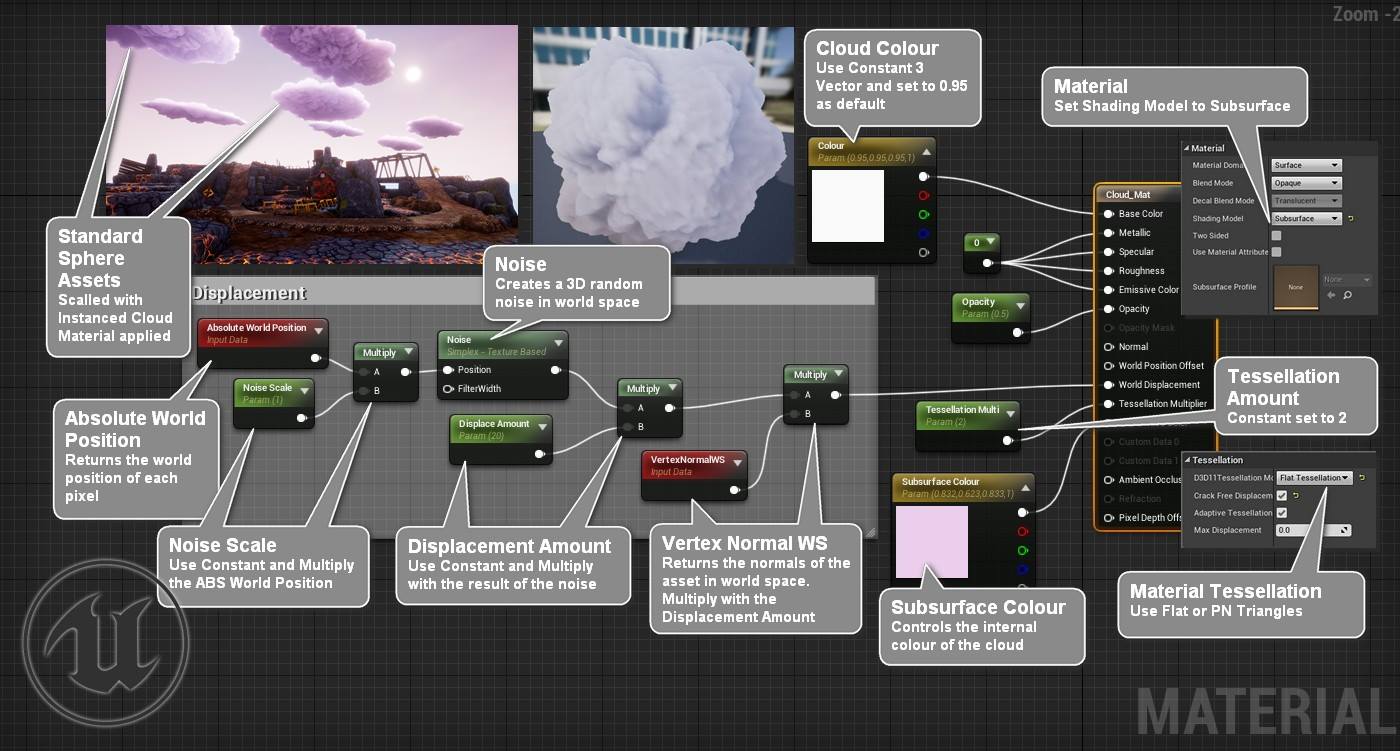 Zoom -2
Cloud Colour
Use Constant 3
Vector and set to 0.95
as default
Material
Set Shading Model to Subsurface
Standard
Sphere
Assets
Scalled with
Instanced Cloud
Material applied
Noise
Creates a 3D random
noise in world space
Colour
Param (0.95,0.95,0.95,1)
0
Opacity
Param (0.5)
Cloud_Mat
Base Color
Metallic
Specular
Roughness
Emissive Color
Opacity
Opacity Mask
Normal
World Position Offset
World Displacement
Tessellation Multiplier
Custom Data 0
Custom Data 1
Ambient Occlus
Refraction
Pixel Depth Offs
Material
Material Doma
Surface
Blend Mode
Opaque
Decal Blend Mode
Translucent
Shading Model
Subsurface
Two Sided
Use Material Attribute
Subsurface Profile
None
None
Displacement
Absolute World Position
Input Data
Noise Scale
Param (1)
Multiply
A
B
Noise
Simplex - Texture Based
Position
FilterWidth
Displace Amount
Param (20)
Multiply
A
B
VertexNormalWS
Input Data
Multiply
A
B
Tessellation Multi
Param (2)
Subsurface Colour
Param (0.832,0.623,0.833,1)
Tessellation
Amount
Constant set to 2
Tessellation
D3D11Tessellation Mo
Flat Tessellation
Crack Free Displacem
Adaptive Tessellation
Max Displacement
0.0
Absolute World
Position
Returns the world
position of each
pixel
Noise Scale
Use Constant and Multiply
the ABS World Position
Displacement Amount
Use Constant and Multiply
with the result of the noise
Vertex Normal WS
Returns the normals of the
asset in world space.
Multiply with the
Displacement Amount
Subsurface Colour
Controls the internal
colour of the cloud
Material Tessellation
Use Flat or PN Triangles
MATERIAL